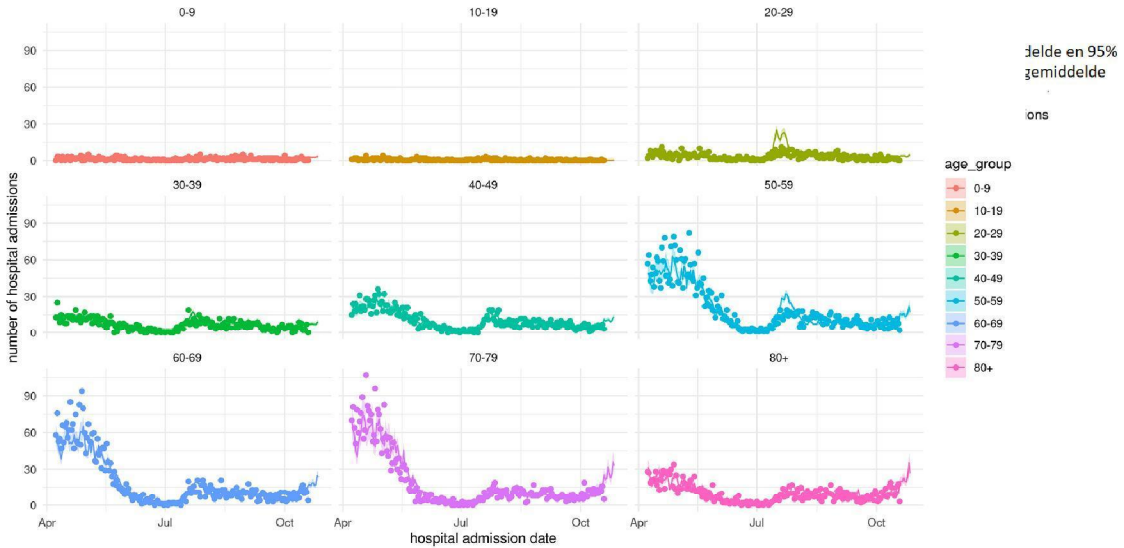 0-9
10-19
20-29
delde en 95%
gemiddelde
ions
90
60
30
0
30-39
40-49
50-59
90
60
30
0
60-69
70-79
80+
90
60
30
0
Apr
Jul
Oct
Apr
Jul
Oct
Apr
Jul
Oct
number of hospital admissions
hospital admission date
age_group
0-9
10-19
20-29
30-39
40-49
50-59
60-69
70-79
80+